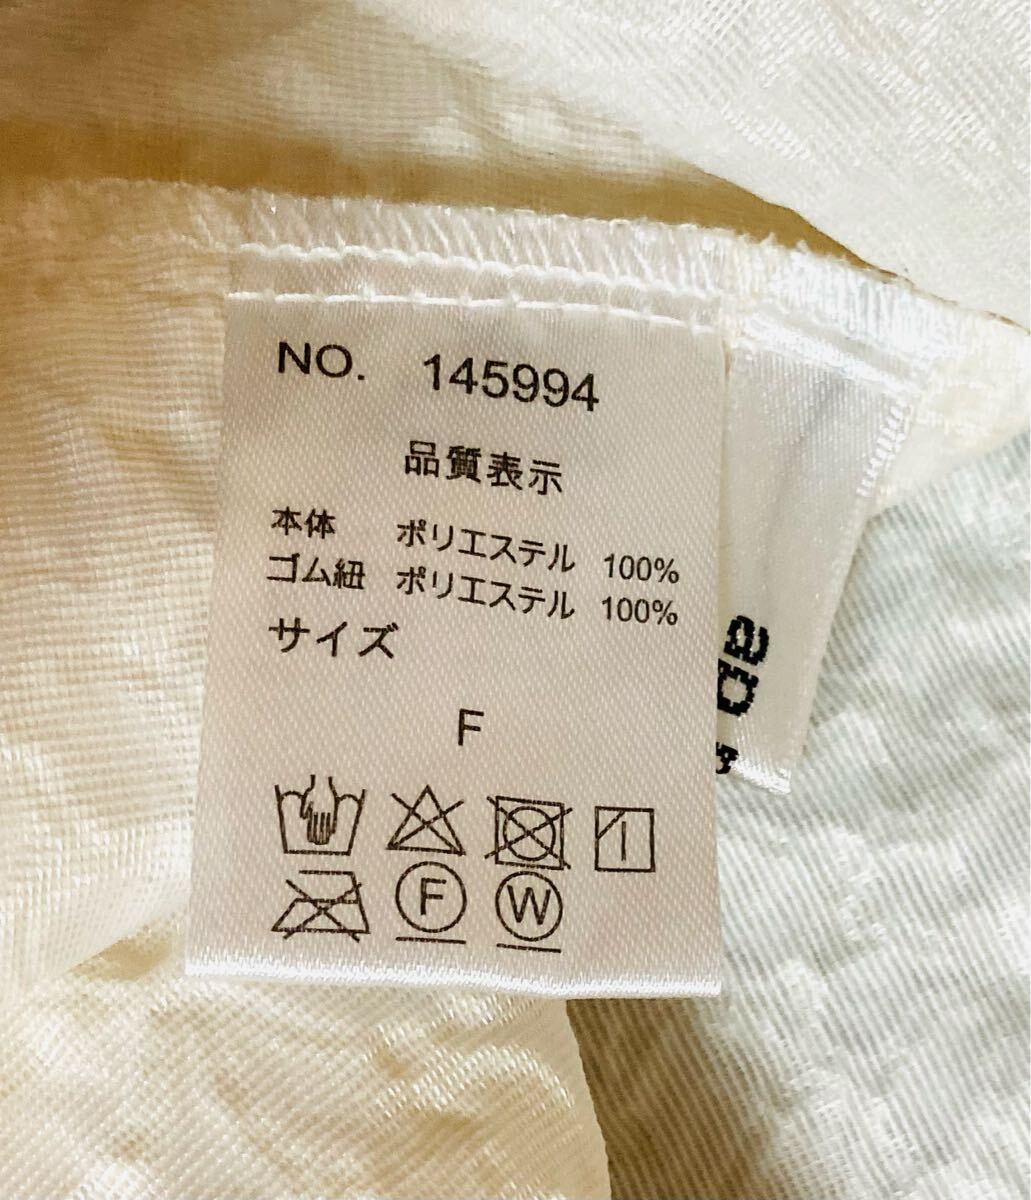 NO. 145994
品質表示
本体 ポリエステル 100%
ゴム紐 ポリエステル 100%
サイズ
F
F W